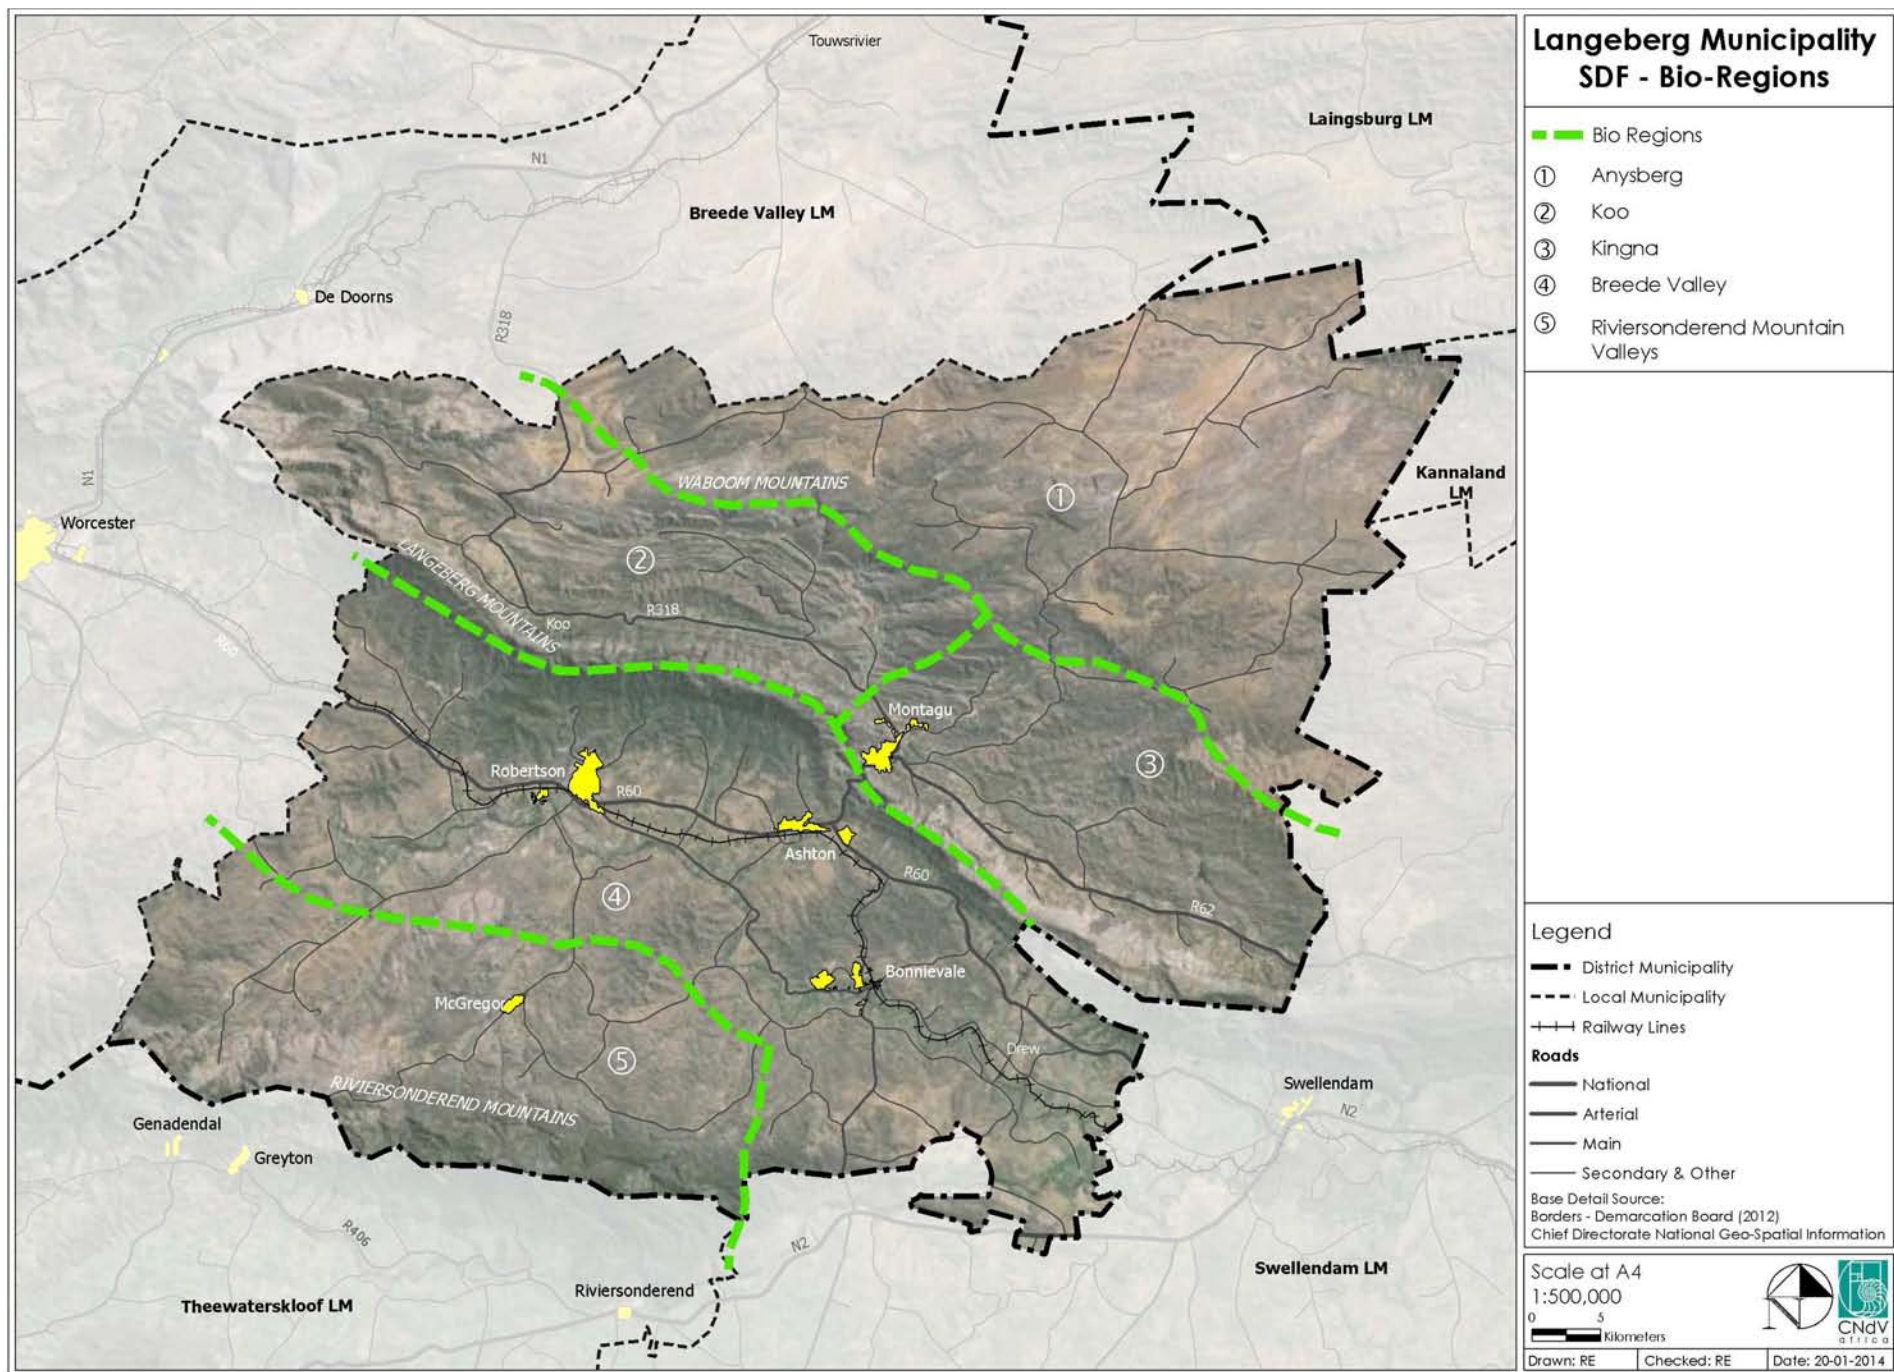 Langeberg Municipality
SDF - Bio-Regions
Bio Regions
① Anysberg
② Koo
③ Kingna
④ Breede Valley
⑤ Riviersonderend Mountain
Valleys
Touwsrivier
Laingsburg LM
N1
Breede Valley LM
De Doorns
R318
N1
Kannaland
LM
WABOOM MOUNTAINS
①
Worcester
LANGEBERG MOUNTAINS
②
R318
Koo
R60
Montagu
③
Robertson
R60
Ashton
R60
④
R62
Bonnievale
McGregor
Drew
⑤
RIVIERSONDEREND MOUNTAINS
Swellendam
N2
Genadendal
Greyton
R406
N2
Swellendam LM
Riviersonderend
Theewaterskloof LM
Legend
District Municipality
Local Municipality
Railway Lines
Roads
National
Arterial
Main
Secondary & Other
Base Detail Source:
Borders - Demarcation Board (2012)
Chief Directorate National Geo-Spatial Information
Scale at A4
1:500,000
0 5
Kilometers
CNdV
africa
Drawn: RE Checked: RE Date: 20-01-2014